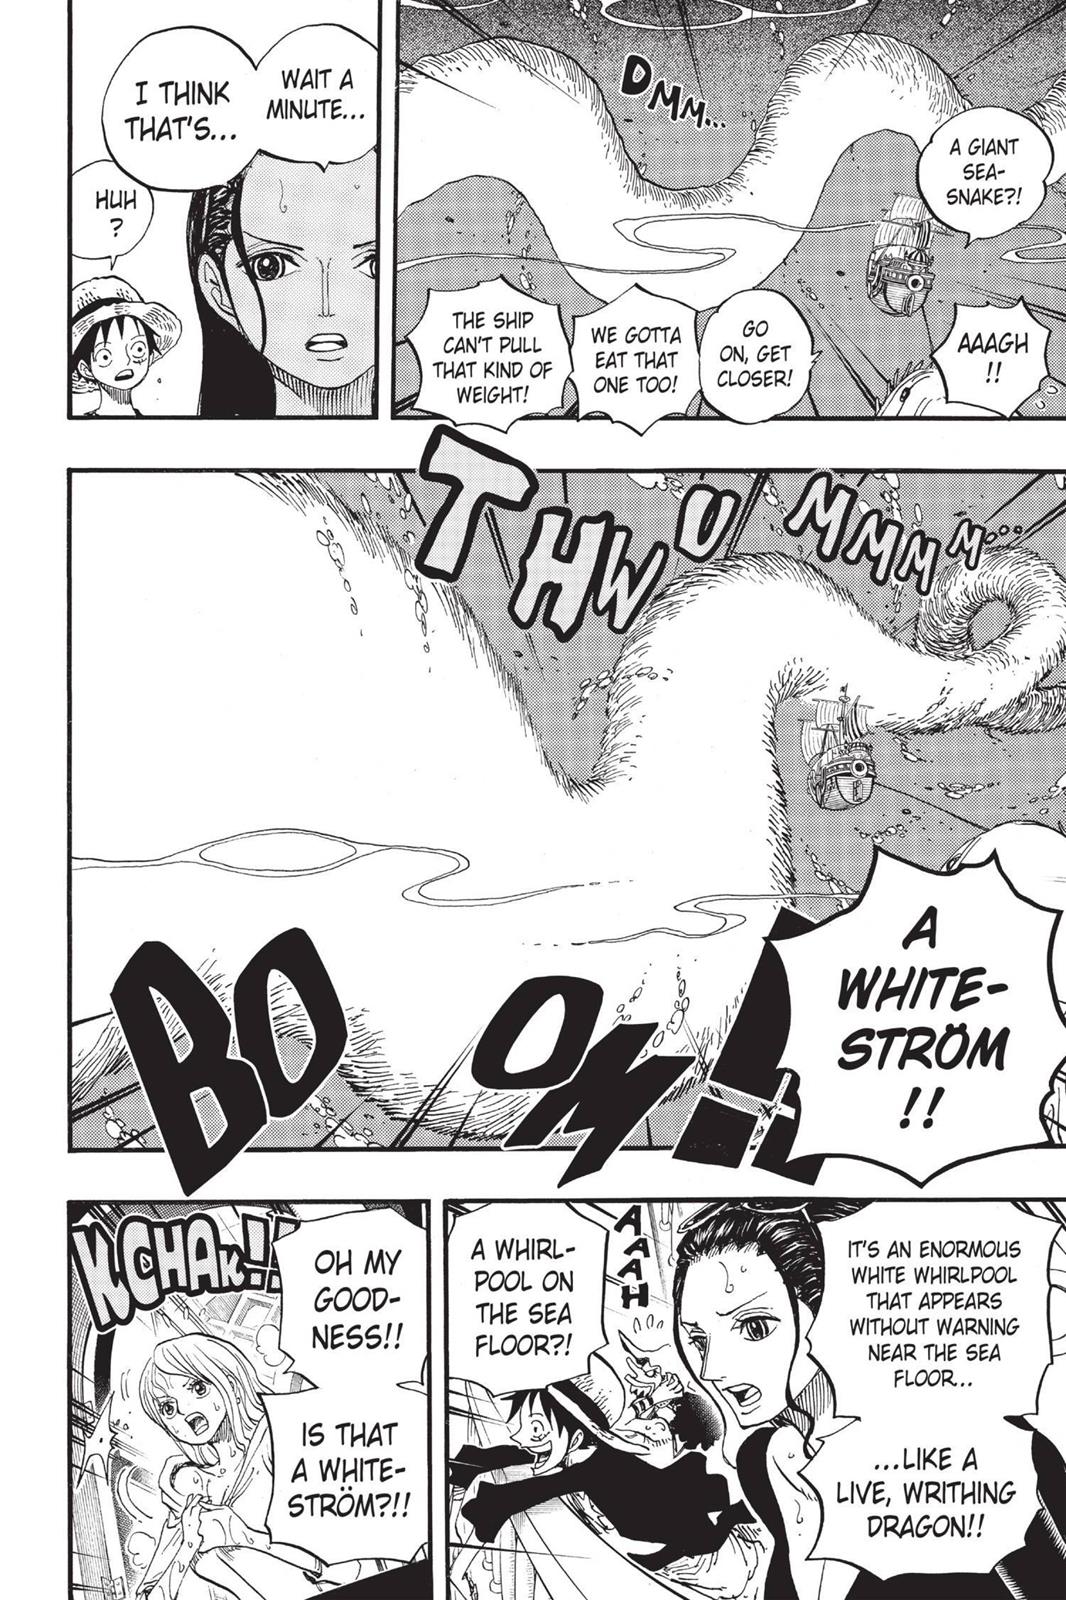 DMM...
A GIANT
SEA-
SNAKE?!
AAAGH
!!
GO
ON, GET
CLOSER!
WE GOTTA
EAT THAT
ONE TOO!
THE SHIP
CAN'T PULL
THAT KIND OF
WEIGHT!
WAIT A
MINUTE...
I THINK
THAT'S...
HUH
?
THWUMMMM...
BOOM!!
A
WHITE-
STRÖM
!!
IT'S AN ENORMOUS
WHITE WHIRLPOOL
THAT APPEARS
WITHOUT WARNING
NEAR THE SEA
FLOOR...
...LIKE A
LIVE, WRITHING
DRAGON!!
AAAH
A WHIRL-
POOL ON
THE SEA
FLOOR?!
OH MY
GOOD-
NESS!!
KCHAK!!
IS THAT
A WHITE-
STRÖM?!!